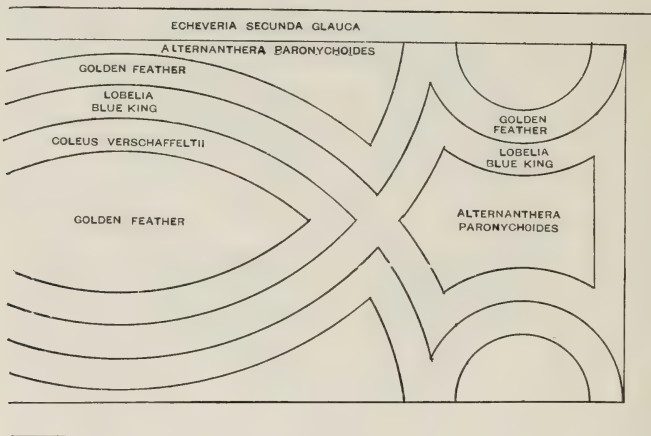 ECHEVERIA SECUNDA GLAUCA
ALTERNANTHERA PARONYCHOIDES
GOLDEN FEATHER
LOBELIA
BLUE KING
COLEUS VERSCHAFFELTII
GOLDEN FEATHER
GOLDEN
FEATHER
LOBELIA
BLUE KING
ALTERNANTHERA
PARONYCHOIDES